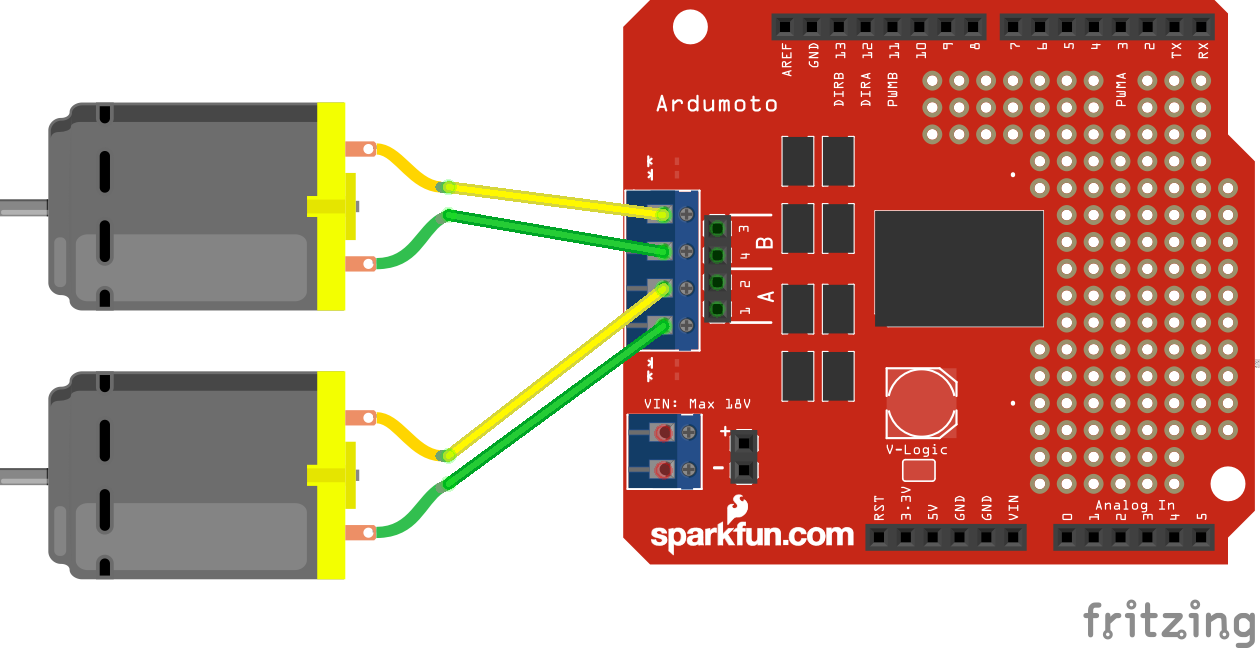 AREF
GND
DIRB 13
DIRA 12
PWMB 11
10
9
8
7
6
5
4
PWMA 3
2
TX
RX
Ardumoto
3
4
B
2
1
A
VIN: Max 18V
+
-
V-Logic
RST
3.3V
5V
GND
GND
VIN
Analog In
0
1
2
3
4
5
sparkfun.com
fritzing